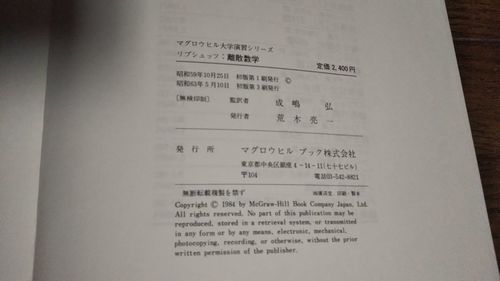 マグロウヒル大学演習シリーズ
リプシュッツ：離散数学
定価2,400円
昭和59年10月25日 初版第1刷発行 ©
昭和63年5月10日 初版第3刷発行
〔無検印制〕 監訳者 成嶋 弘
発行者 荒木亮一
発行所 マグロウヒル ブック株式会社
東京都中央区銀座4-14-11(七十七ビル)
〒104 電話03-542-8821
無断転載複製を禁ず 印刷・製本
Copyright © 1984 by McGraw-Hill Book Company Japan, Ltd.
All rights reserved. No part of this publication may be
reproduced, stored in a retrieval system, or transmitted
in any form or by any means, electronic, mechanical,
photocopying, recording, or otherwise, without the prior
written permission of the publisher.